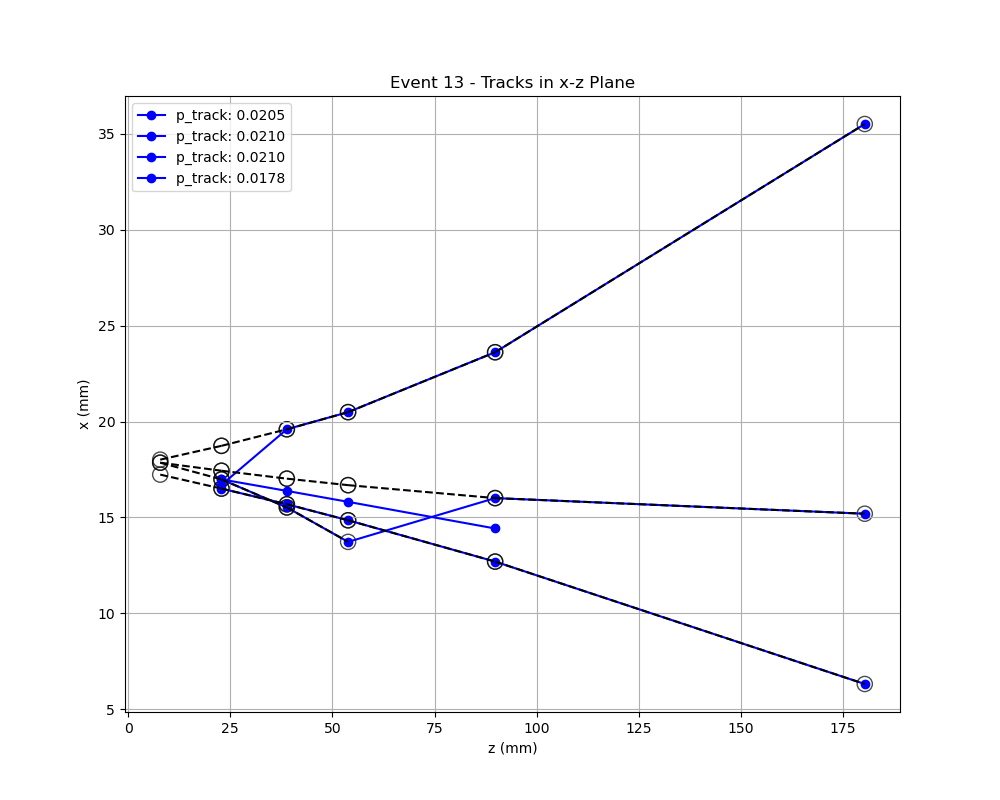 Event 13 - Tracks in x-z Plane
p_track: 0.0205
p_track: 0.0210
p_track: 0.0210
p_track: 0.0178
35
30
25
20
15
10
5
x (mm)
0 25 50 75 100 125 150 175
z (mm)